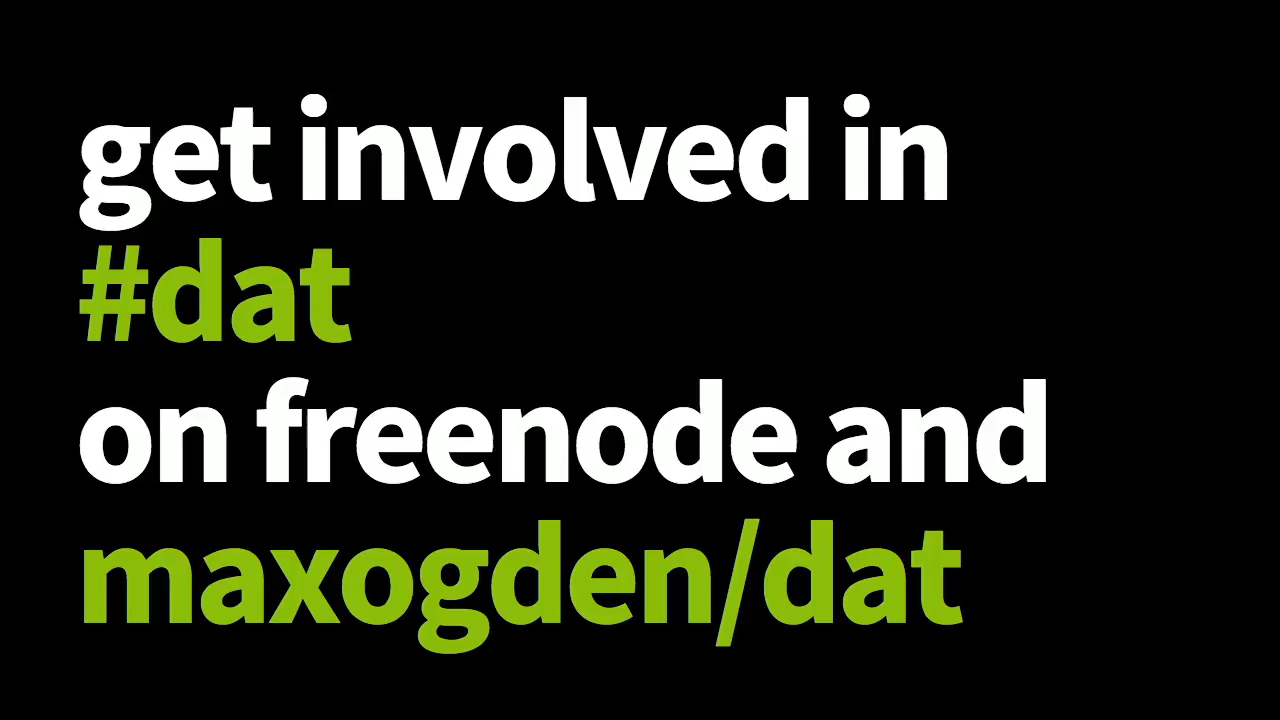 get involved in
#dat
on freenode and
maxogden/dat